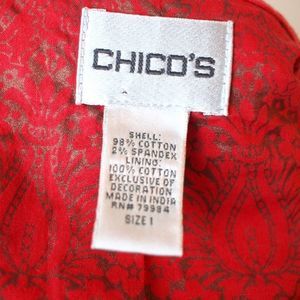 CHICO'S
SHELL:
98% COTTON
2% SPANDEX
LINING:
100% COTTON
EXCLUSIVE OF
DECORATION
MADE IN INDIA
RN# 79984
SIZE 1